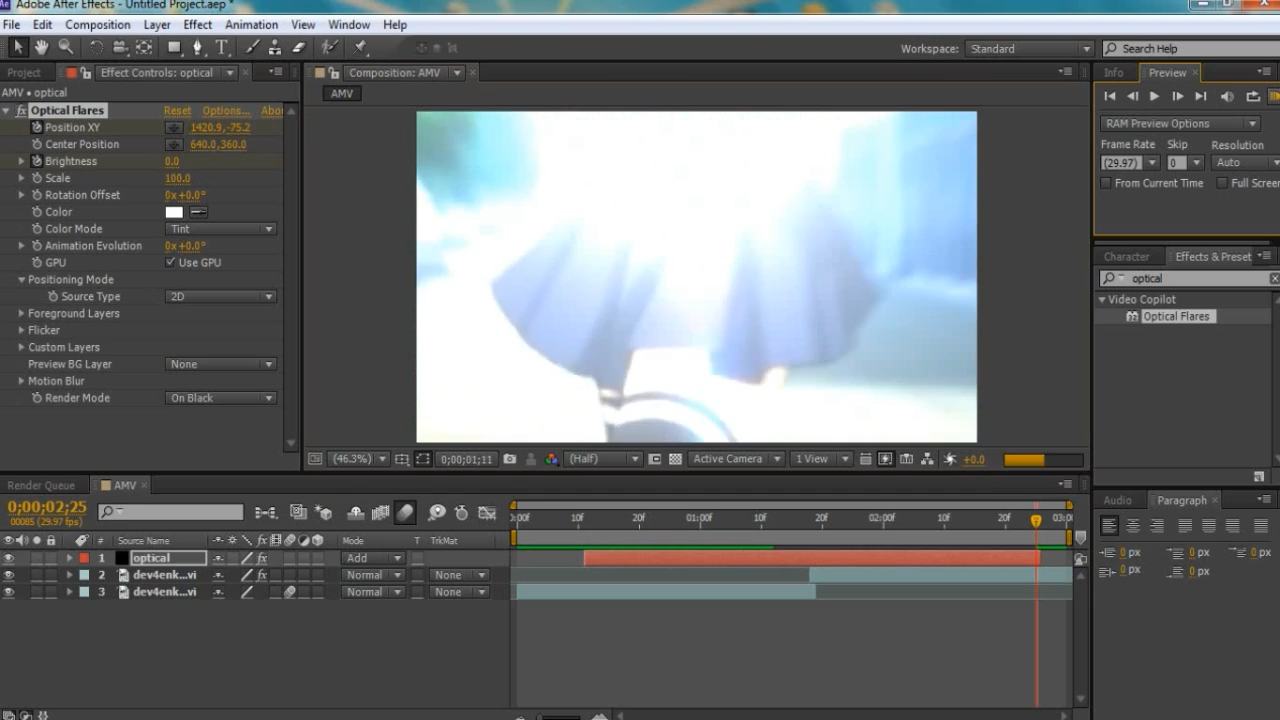 Adobe After Effects - Untitled Project.aep *
File Edit Composition Layer Effect Animation View Window Help
Workspace: Standard Search Help
Project Effect Controls: optical Composition: AMV Info Preview
AMV • optical
AMV
Optical Flares Reset Options... Abou
Position XY 1420.9,-75.2
Center Position 640.0,360.0
Brightness 0.0
Scale 100.0
Rotation Offset 0x+0.0°
Color
Color Mode Tint
Animation Evolution 0x+0.0°
GPU Use GPU
Positioning Mode
Source Type 2D
Foreground Layers
Flicker
Custom Layers
Preview BG Layer None
Motion Blur
Render Mode On Black
RAM Preview Options
Frame Rate Skip Resolution
(29.97) 0 Auto
From Current Time Full Screen
Character Effects & Preset
optical
Video Copilot
Optical Flares
(46.3%) 0;00;01;11 (Half) Active Camera 1 View +0.0
Render Queue AMV
0;00;02;25
00085 (29.97 fps)
0:00f 10f 20f 01:00f 10f 20f 02:00f 10f 20f 03:00
# Source Name fx Mode T TrkMat
1 optical fx Add
2 dev4enk...vi fx Normal None
3 dev4enk...vi Normal None
Audio Paragraph
0 px 0 px 0 px
0 px 0 px